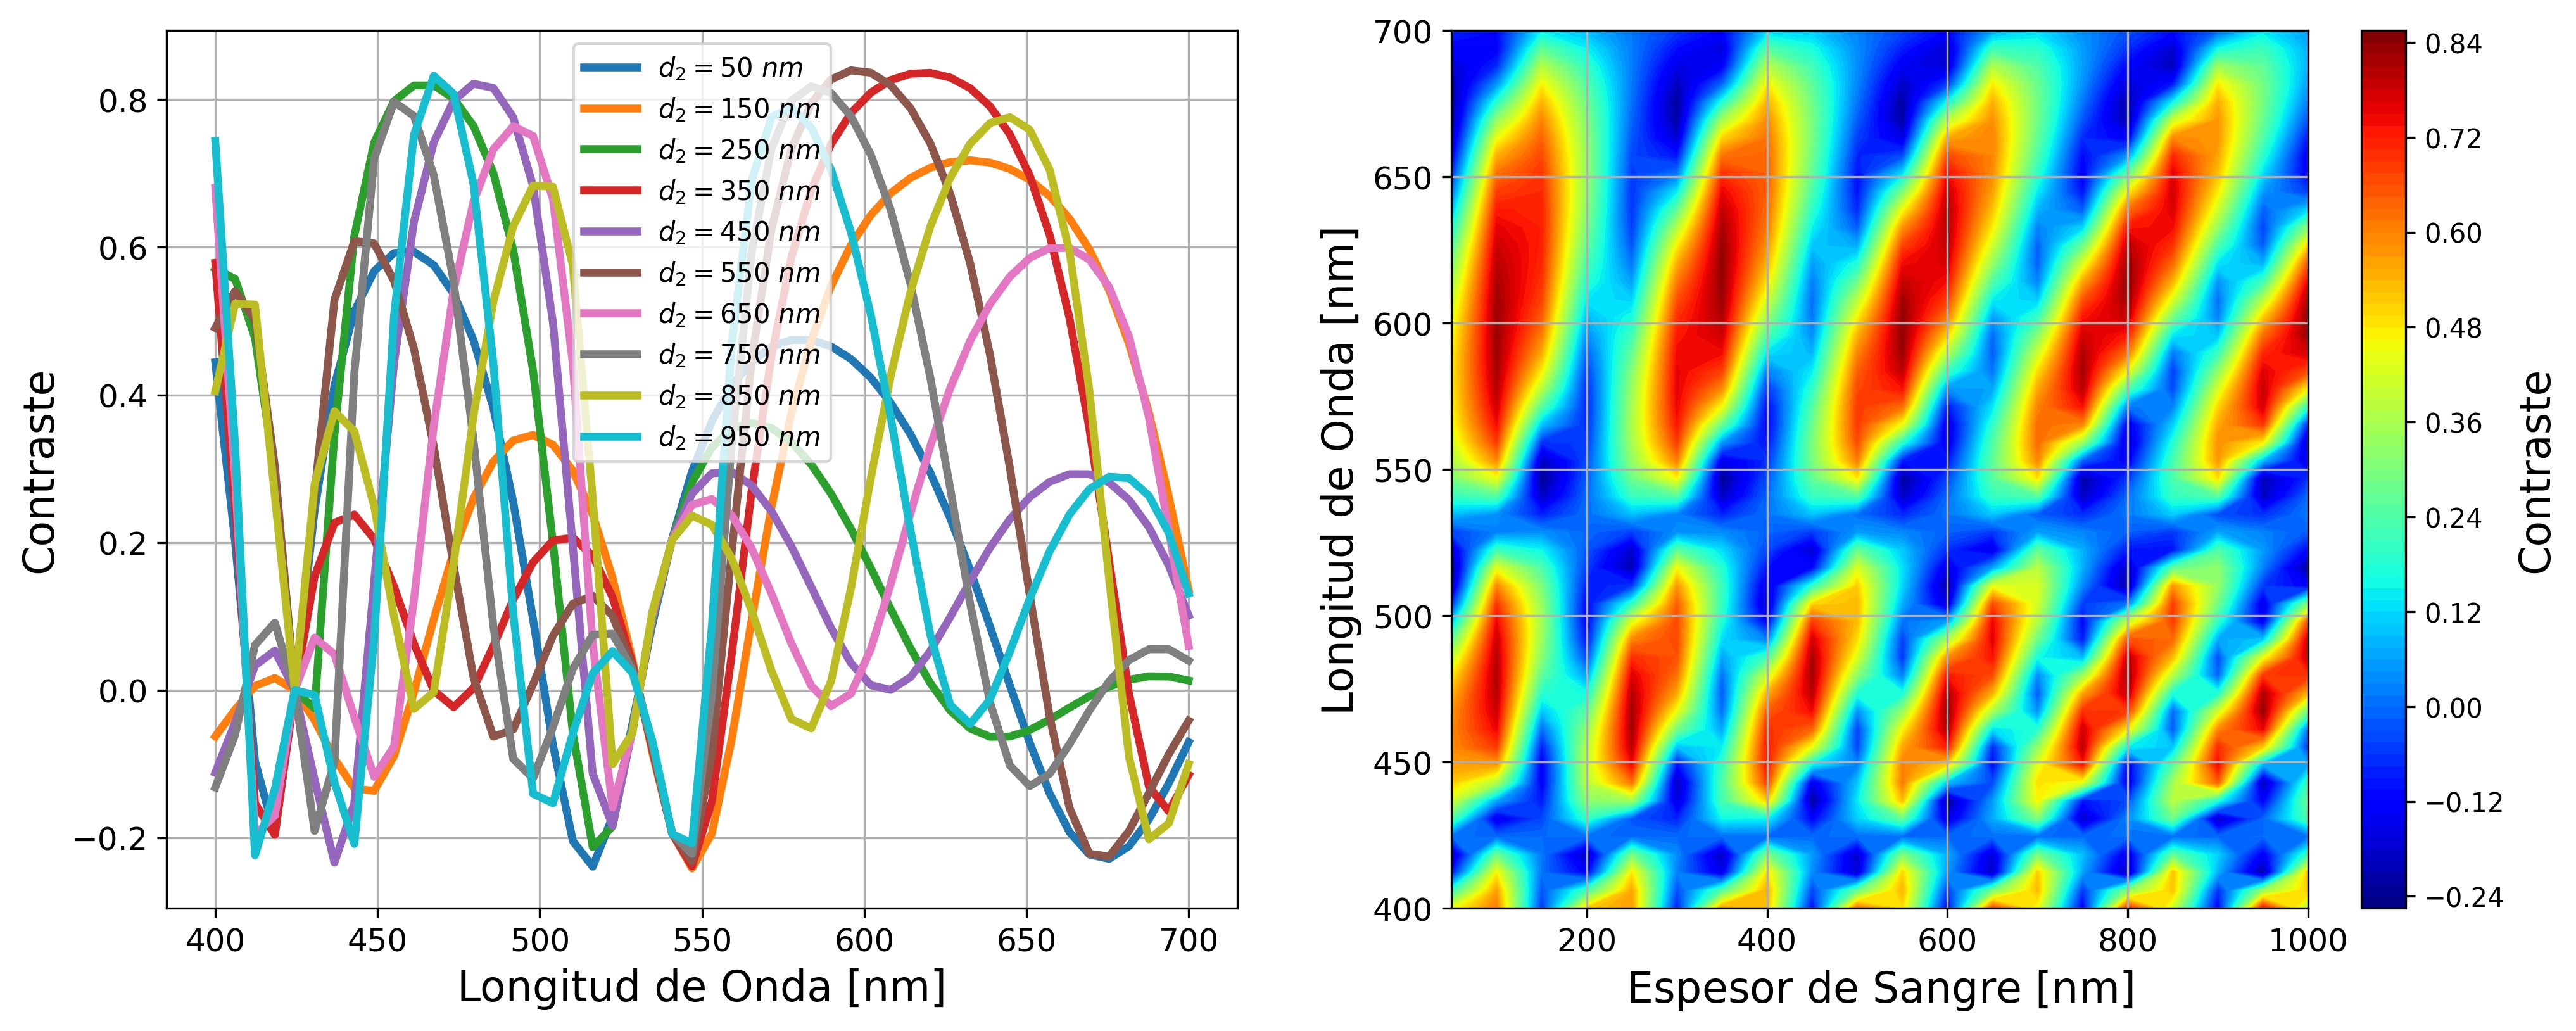 Contraste
0.8
0.6
0.4
0.2
0.0
−0.2
400 450 500 550 600 650 700
Longitud de Onda [nm]
d₂ = 50 nm
d₂ = 150 nm
d₂ = 250 nm
d₂ = 350 nm
d₂ = 450 nm
d₂ = 550 nm
d₂ = 650 nm
d₂ = 750 nm
d₂ = 850 nm
d₂ = 950 nm
Longitud de Onda [nm]
700
650
600
550
500
450
400
200 400 600 800 1000
Espesor de Sangre [nm]
0.84
0.72
0.60
0.48
0.36
0.24
0.12
0.00
−0.12
−0.24
Contraste